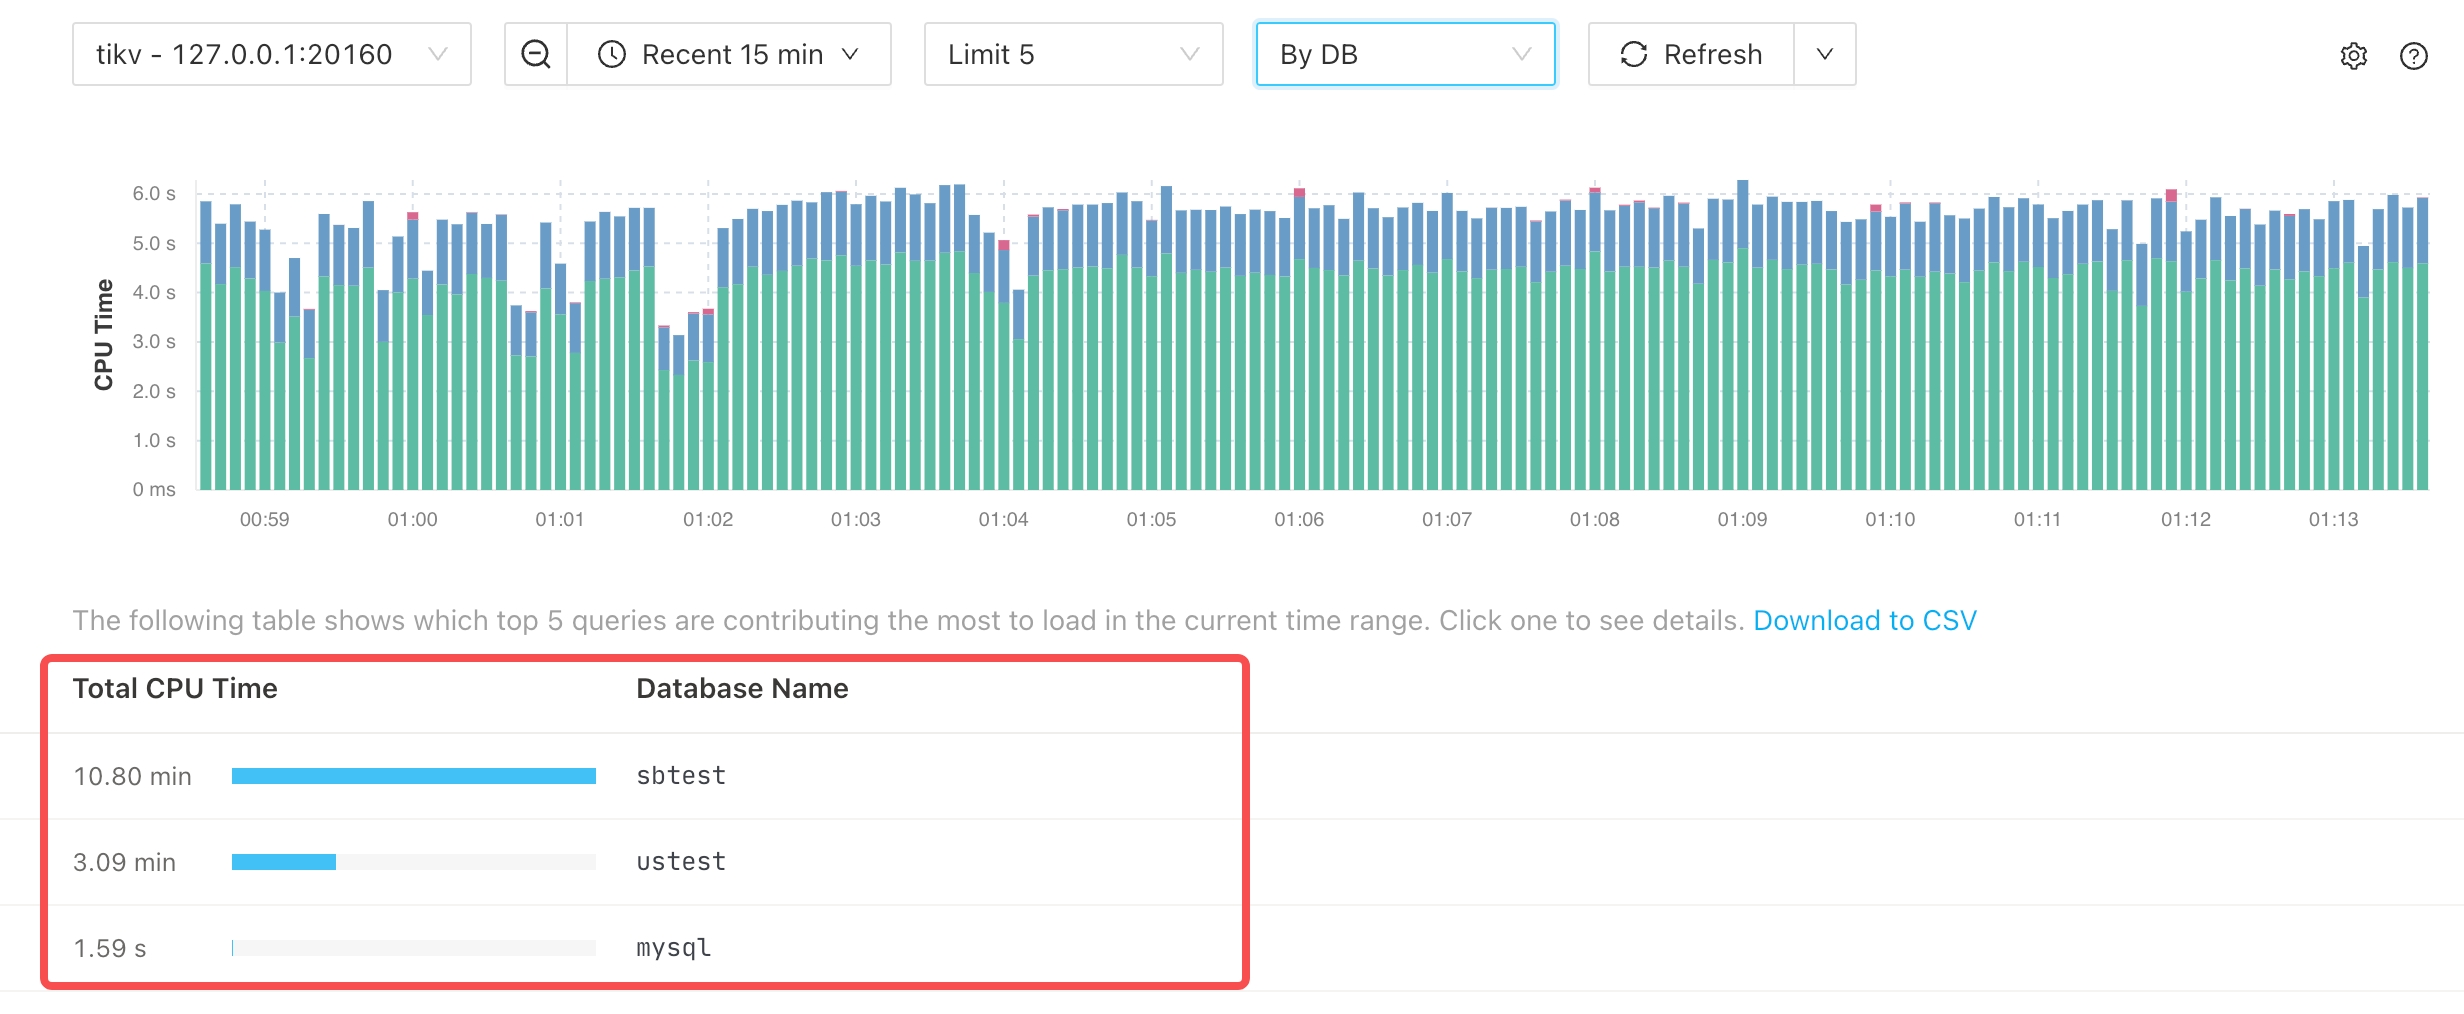 tikv - 127.0.0.1:20160 Recent 15 min Limit 5 By DB Refresh
CPU Time
6.0 s
5.0 s
4.0 s
3.0 s
2.0 s
1.0 s
0 ms
00:59 01:00 01:01 01:02 01:03 01:04 01:05 01:06 01:07 01:08 01:09 01:10 01:11 01:12 01:13
The following table shows which top 5 queries are contributing the most to load in the current time range. Click one to see details. Download to CSV
Total CPU Time Database Name
10.80 min sbtest
3.09 min ustest
1.59 s mysql